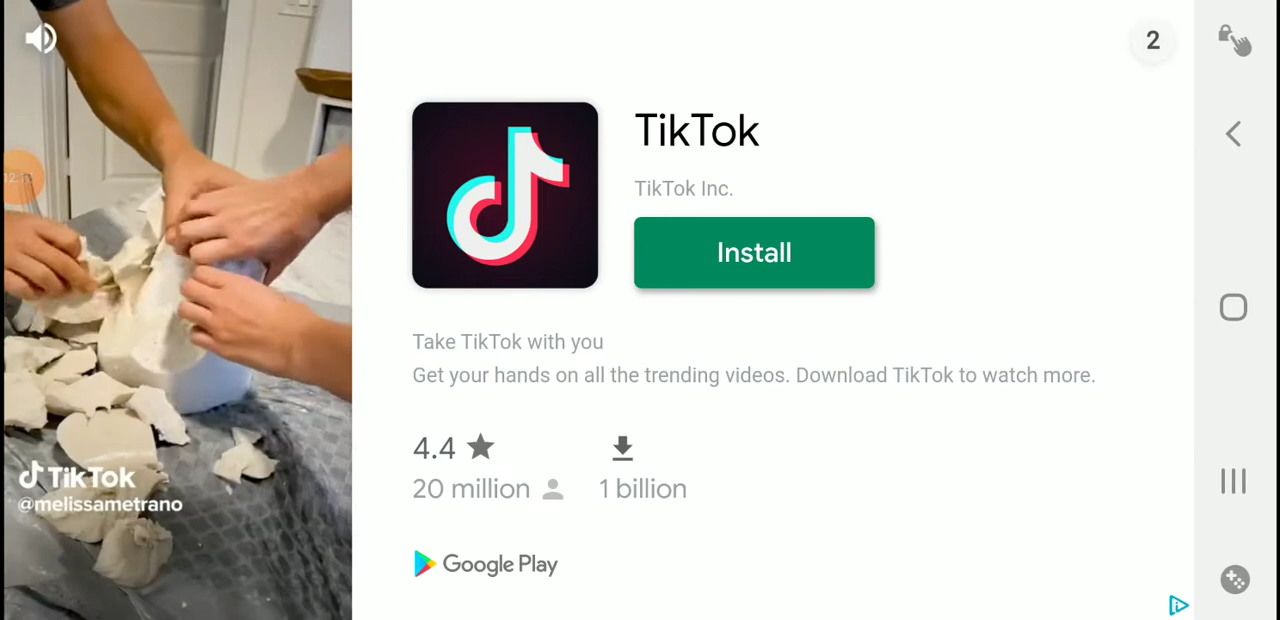 2
TikTok
TikTok Inc.
Install
Take TikTok with you
Get your hands on all the trending videos. Download TikTok to watch more.
4.4
20 million
1 billion
Google Play
TikTok
@melissametrano